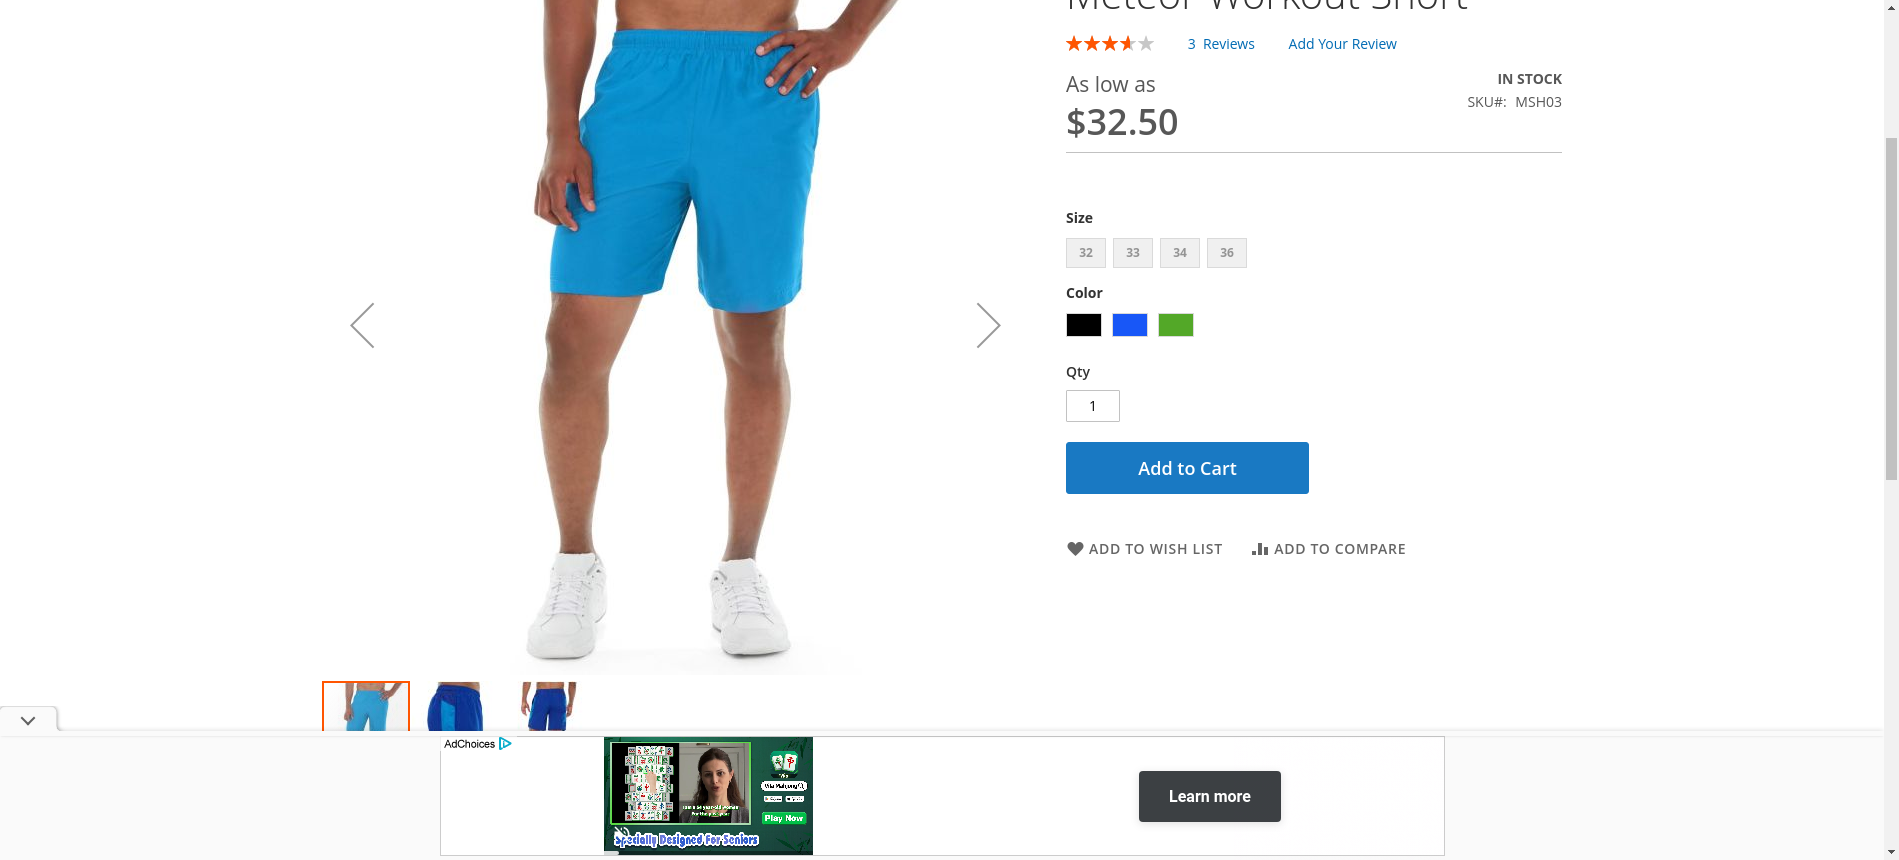 Meteor Workout Short
3 Reviews Add Your Review
As low as
$32.50
IN STOCK
SKU#: MSH03
Size
32 33 34 36
Color
Qty
1
Add to Cart
ADD TO WISH LIST ADD TO COMPARE
AdChoices
Vita Mahjong
Play Now
Specially Designed For Seniors
Learn more